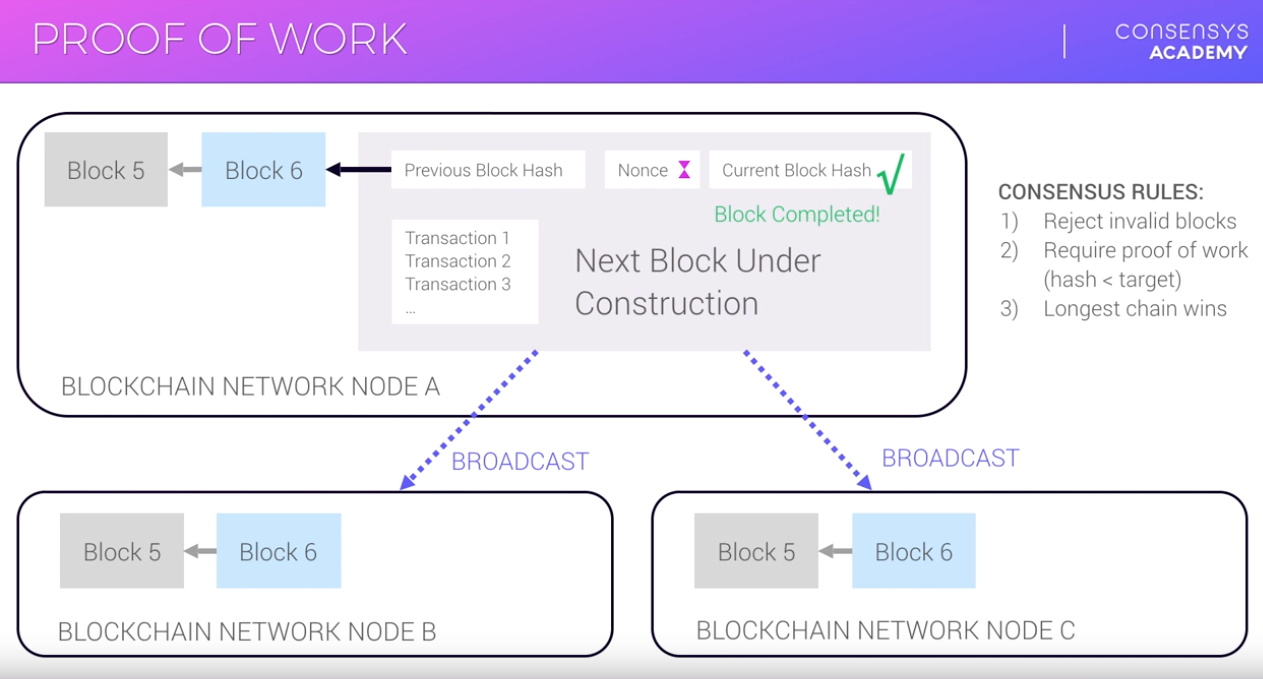 PROOF OF WORK
CONSENSYS
ACADEMY
Block 5
Block 6
Previous Block Hash
Nonce
Current Block Hash
Block Completed!
Transaction 1
Transaction 2
Transaction 3
...
Next Block Under
Construction
BLOCKCHAIN NETWORK NODE A
CONSENSUS RULES:
1) Reject invalid blocks
2) Require proof of work
(hash < target)
3) Longest chain wins
BROADCAST
BROADCAST
Block 5
Block 6
BLOCKCHAIN NETWORK NODE B
Block 5
Block 6
BLOCKCHAIN NETWORK NODE C